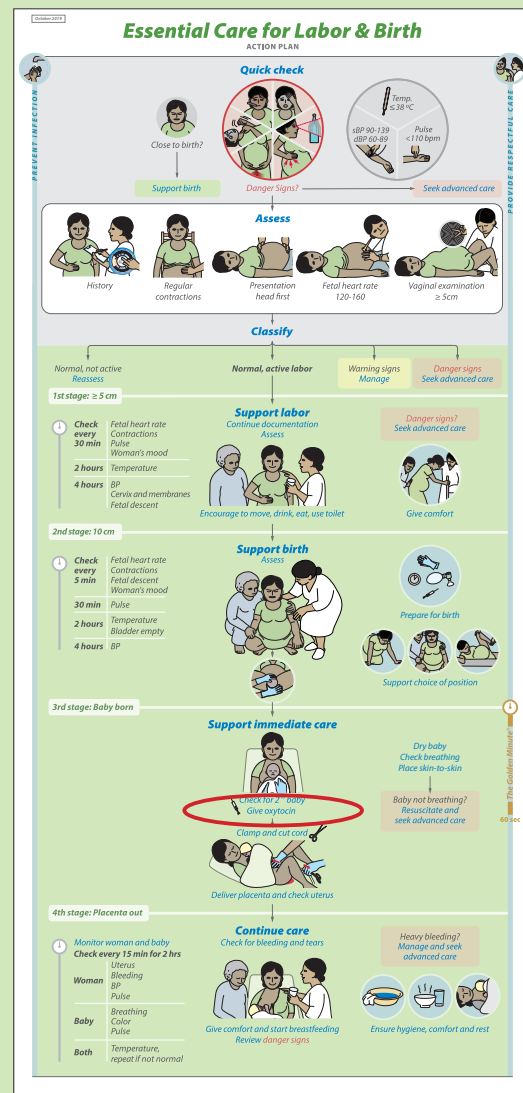 October 2019
Essential Care for Labor & Birth
ACTION PLAN
PREVENT INFECTION
PROVIDE RESPECTFUL CARE
Quick check
Close to birth?
Temp.
≤38 ºC
sBP 90-139
dBP 60-89
Pulse
<110 bpm
Support birth
Danger Signs?
Seek advanced care
Assess
History
Regular
contractions
Presentation
head first
Fetal heart rate
120-160
Vaginal examination
≥ 5cm
Classify
Normal, not active
Reassess
Normal, active labor
Warning signs
Manage
Danger signs
Seek advanced care
1st stage: ≥ 5 cm
Support labor
Continue documentation
Assess
Check every 30 min
Fetal heart rate
Contractions
Pulse
Woman's mood
2 hours Temperature
4 hours BP
Cervix and membranes
Fetal descent
Encourage to move, drink, eat, use toilet
Danger signs?
Seek advanced care
Give comfort
2nd stage: 10 cm
Support birth
Assess
Check every 5 min
Fetal heart rate
Contractions
Fetal descent
Woman's mood
30 min Pulse
2 hours Temperature
Bladder empty
4 hours BP
Prepare for birth
Support choice of position
3rd stage: Baby born
Support immediate care
Check for 2 baby
Give oxytocin
Clamp and cut cord
Deliver placenta and check uterus
Dry baby
Check breathing
Place skin-to-skin
Baby not breathing?
Resuscitate and
seek advanced care
The Golden Minute®
60 sec
4th stage: Placenta out
Continue care
Check for bleeding and tears
Monitor woman and baby
Check every 15 min for 2 hrs
Woman
Uterus
Bleeding
BP
Pulse
Baby
Breathing
Color
Pulse
Both
Temperature,
repeat if not normal
Give comfort and start breastfeeding
Review danger signs
Heavy bleeding?
Manage and seek
advanced care
Ensure hygiene, comfort and rest